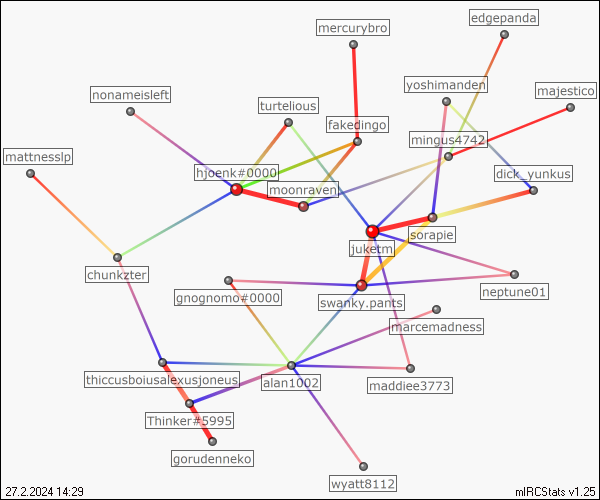 mercurybro
edgepanda
yoshimanden
majestico
nonameisleft
turtelious
fakedingo
mingus4742
mattnesslp
hjoenk#0000
moonraven
dick_yunkus
sorapie
juketm
chunkzter
gnognomo#0000
swanky.pants
neptune01
marcemadness
thiccusboiusalexusjoneus
alan1002
maddiee3773
Thinker#5995
gorudenneko
wyatt8112
27.2.2024 14:29
mIRCStats v1.25